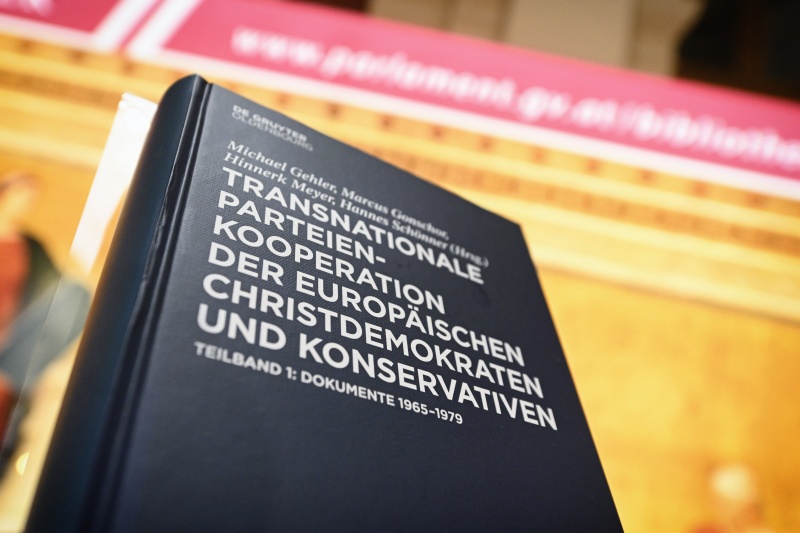 www.parlament.gv.at/bibliothe
DE GRUYTER
OLDENBOURG
Michael Gehler, Marcus Gonschor,
Hinnerk Meyer, Hannes Schönner (Hrsg.)
TRANSNATIONALE
PARTEIEN-
KOOPERATION
DER EUROPÄISCHEN
CHRISTDEMOKRATEN
UND KONSERVATIVEN
TEILBAND 1: DOKUMENTE 1965–1979